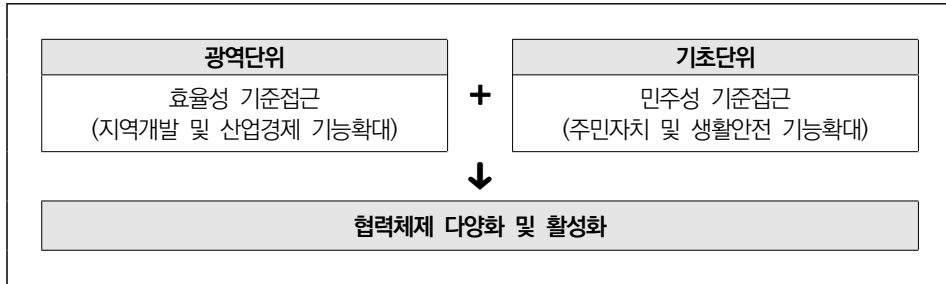 광역단위
효율성 기준접근
(지역개발 및 산업경제 기능확대)
+
기초단위
민주성 기준접근
(주민자치 및 생활안전 기능확대)
협력체제 다양화 및 활성화